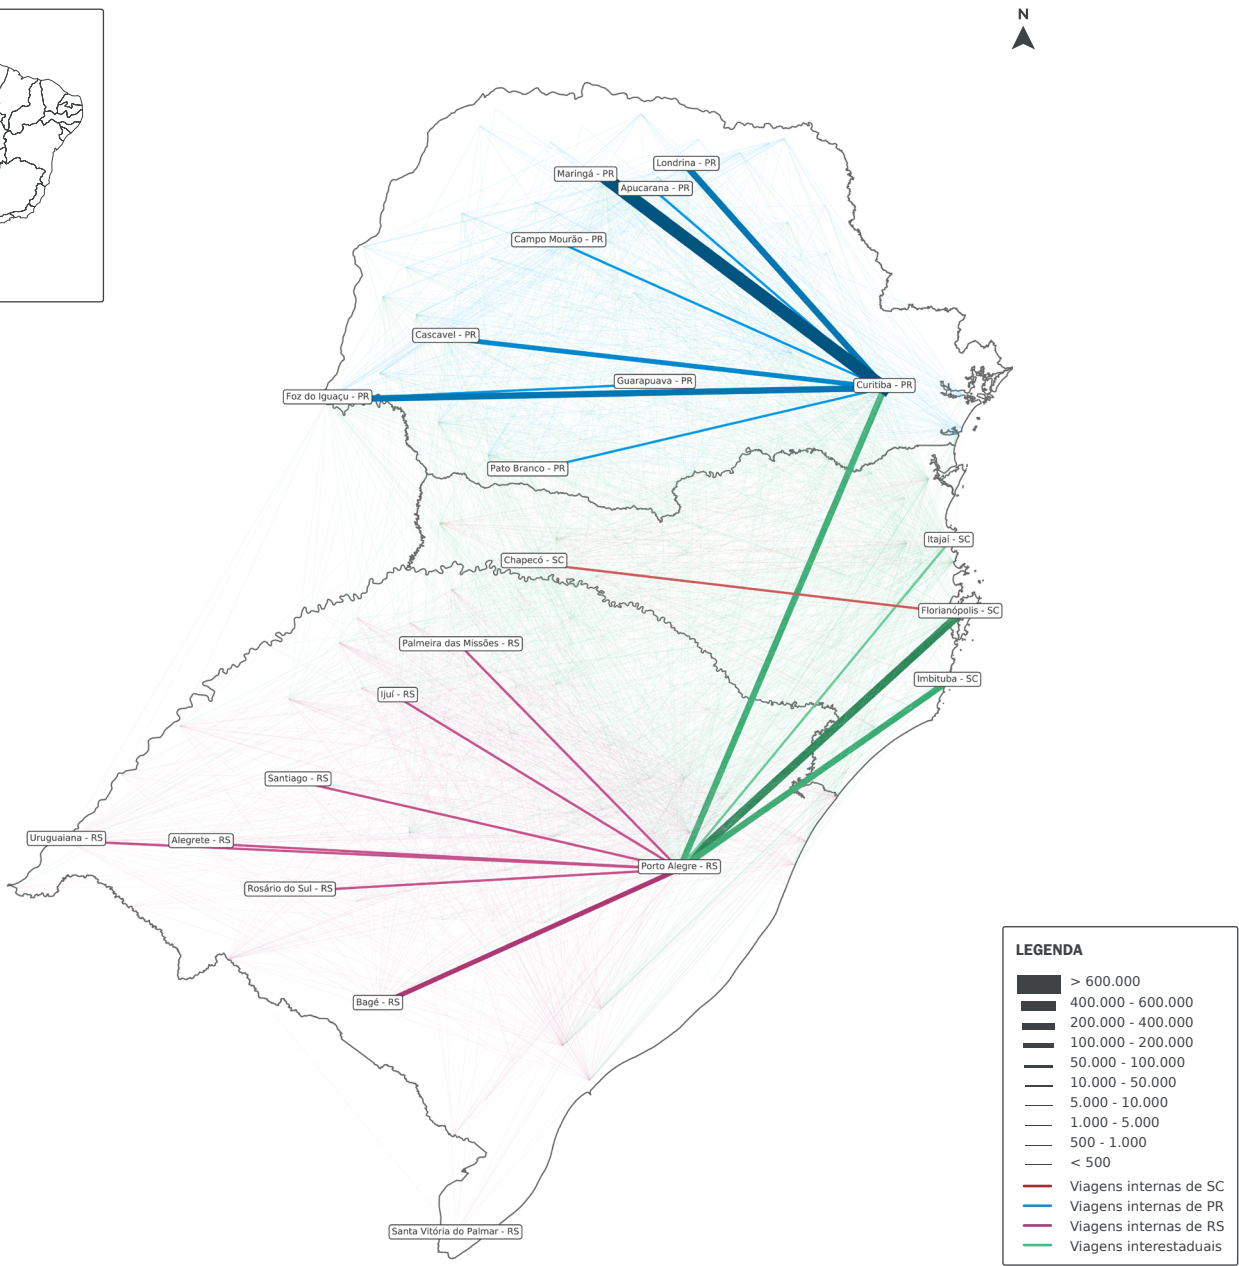 N
Londrina - PR
Maringá - PR
Apucarana - PR
Campo Mourão - PR
Cascavel - PR
Guarapuava - PR
Curitiba - PR
Foz do Iguaçu - PR
Pato Branco - PR
Itajaí - SC
Chapecó - SC
Florianópolis - SC
Palmeira das Missões - RS
Imbituba - SC
Ijuí - RS
Santiago - RS
Uruguaiana - RS
Alegrete - RS
Porto Alegre - RS
Rosário do Sul - RS
Bagé - RS
Santa Vitória do Palmar - RS
LEGENDA
> 600.000
400.000 - 600.000
200.000 - 400.000
100.000 - 200.000
50.000 - 100.000
10.000 - 50.000
5.000 - 10.000
1.000 - 5.000
500 - 1.000
< 500
Viagens internas de SC
Viagens internas de PR
Viagens internas de RS
Viagens interestaduais